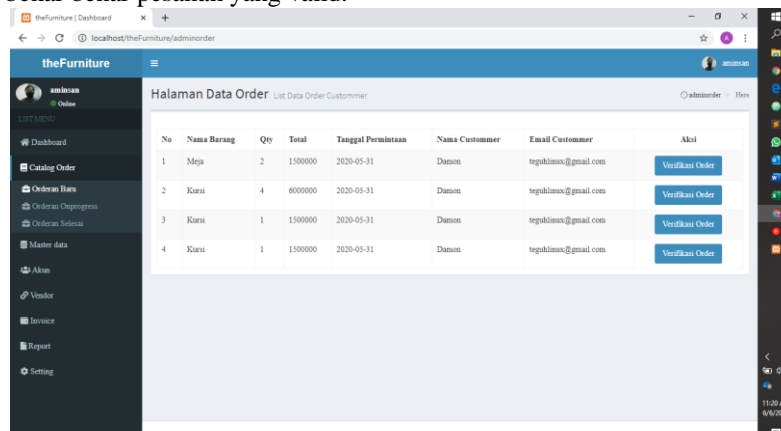 benar-benar pesanan yang valid.
theFurniture | Dashboard
localhost/theFurniture/adminorder
A
theFurniture
aminsan
aminsan
Online
Halaman Data Order List Data Order Custommer
adminorder > Here
LIST MENU
Dashboard
Catalog Order
Orderan Baru
Orderan Onprogress
Orderan Selesai
Master data
Akun
Vendor
Invoice
Report
Setting
No Nama Barang Qty Total Tanggal Permintaan Nama Custommer Email Custommer Aksi
1 Meja 2 1500000 2020-05-31 Damon teguhlinux@gmail.com Verifikasi Order
2 Kursi 4 6000000 2020-05-31 Damon teguhlinux@gmail.com Verifikasi Order
3 Kursi 1 1500000 2020-05-31 Damon teguhlinux@gmail.com Verifikasi Order
4 Kursi 1 1500000 2020-05-31 Damon teguhlinux@gmail.com Verifikasi Order
11:20
6/6/20